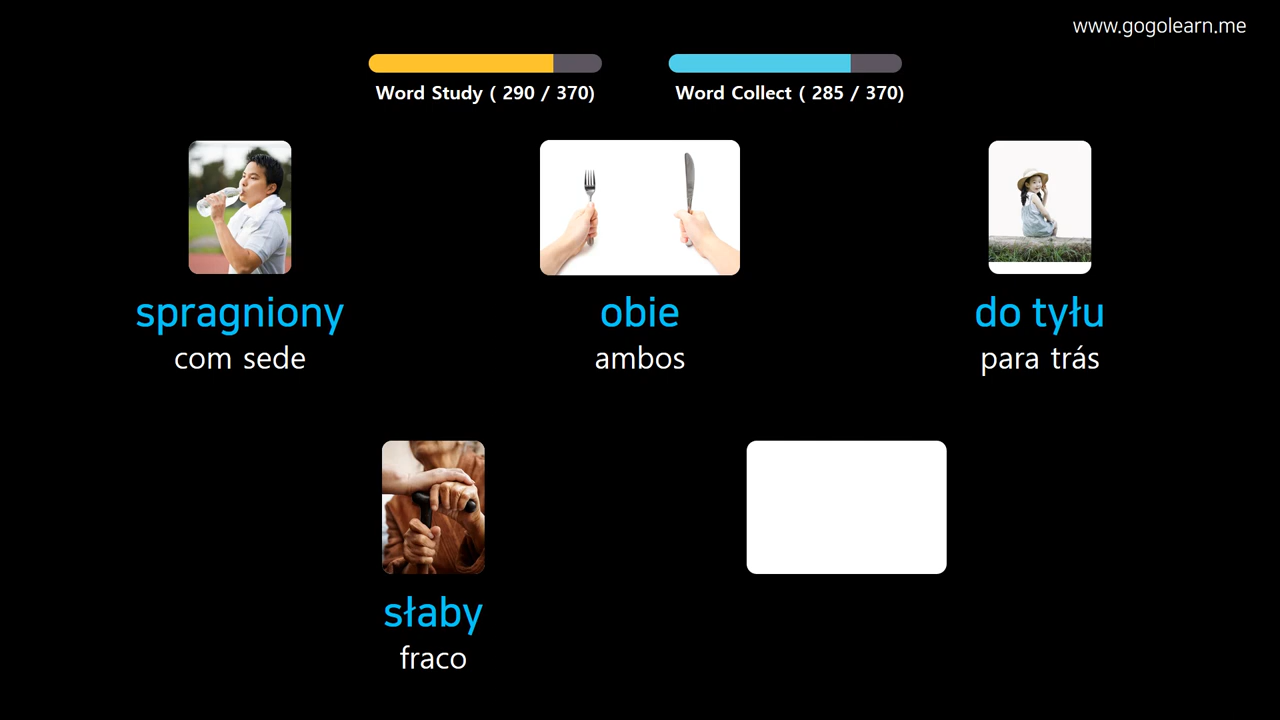 www.gogolearn.me
Word Study ( 290 / 370)
Word Collect ( 285 / 370)
spragniony
com sede
obie
ambos
do tyłu
para trás
słaby
fraco